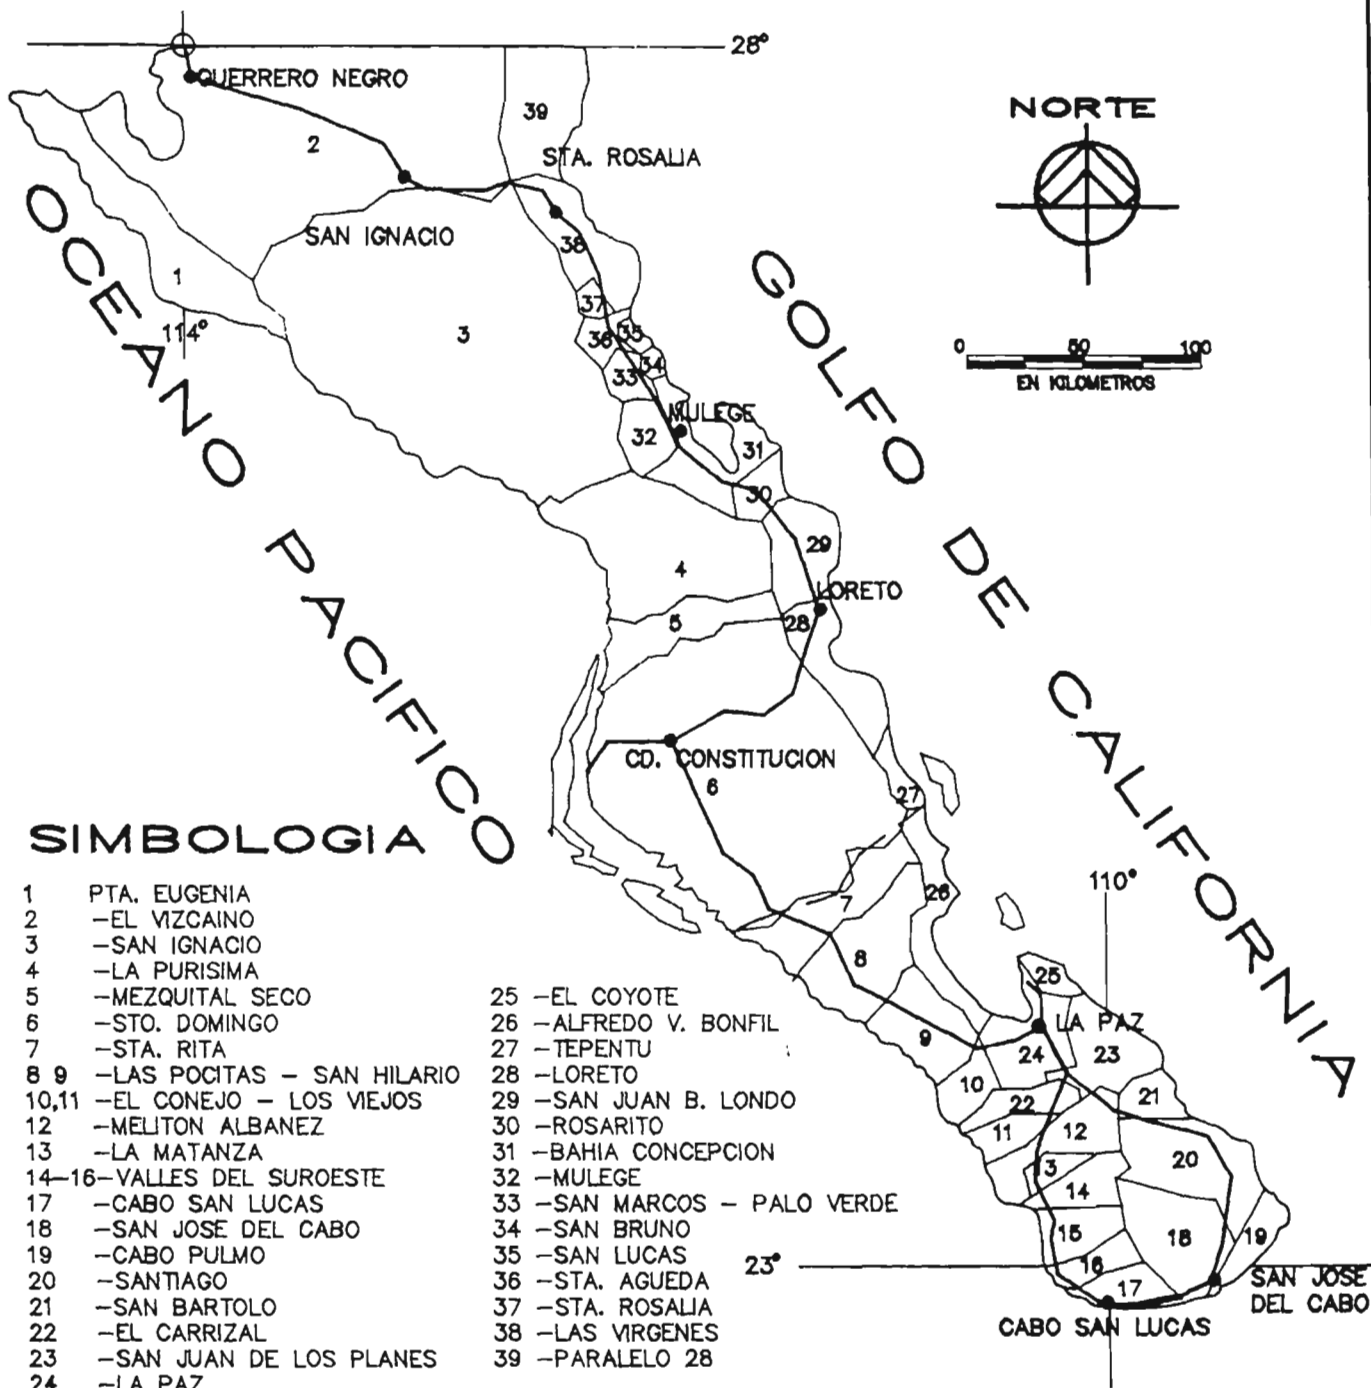 28°
QUERRERO NEGRO
NORTE
39
2
STA. ROSALIA
SAN IGNACIO
38
OCEANO PACIFICO
GOLFO DE CALIFORNIA
1
114°
3
37
36
35
34
33
0 50 100
EN KILOMETROS
MULEGE
32
31
30
29
4
LORETO
5
28
CD. CONSTITUCION
6
27
26
7
110°
8
25
LA PAZ
9
24
23
10
22
21
11
12
20
3
14
15
18
19
16
17
23°
SAN JOSE
DEL CABO
CABO SAN LUCAS
SIMBOLOGIA
1 PTA. EUGENIA
2 -EL VIZCAINO
3 -SAN IGNACIO
4 -LA PURISIMA
5 -MEZQUITAL SECO
6 -STO. DOMINGO
7 -STA. RITA
8 9 -LAS POCITAS - SAN HILARIO
10,11 -EL CONEJO - LOS VIEJOS
12 -MELITON ALBANEZ
13 -LA MATANZA
14-16-VALLES DEL SUROESTE
17 -CABO SAN LUCAS
18 -SAN JOSE DEL CABO
19 -CABO PULMO
20 -SANTIAGO
21 -SAN BARTOLO
22 -EL CARRIZAL
23 -SAN JUAN DE LOS PLANES
24 -LA PAZ
25 -EL COYOTE
26 -ALFREDO V. BONFIL
27 -TEPENTU
28 -LORETO
29 -SAN JUAN B. LONDO
30 -ROSARITO
31 -BAHIA CONCEPCION
32 -MULEGE
33 -SAN MARCOS - PALO VERDE
34 -SAN BRUNO
35 -SAN LUCAS
36 -STA. AGUEDA
37 -STA. ROSALIA
38 -LAS VIRGENES
39 -PARALELO 28